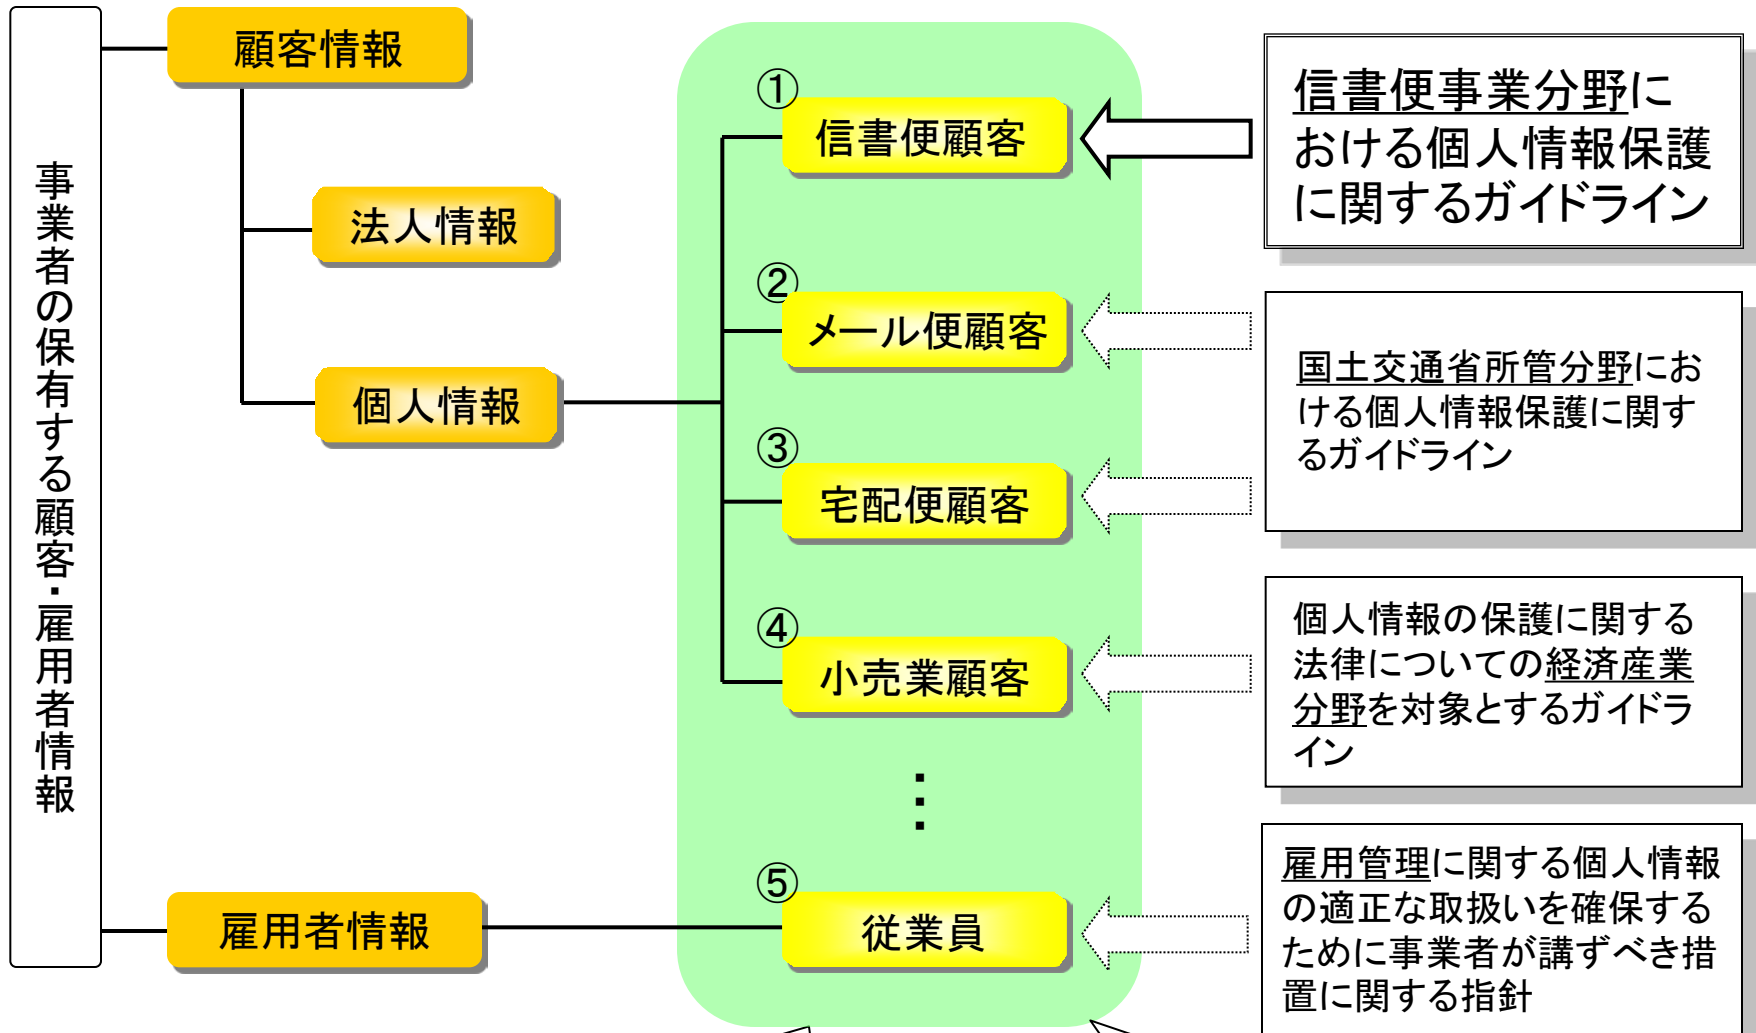 事業者の保有する顧客・雇用者情報
顧客情報
法人情報
個人情報
雇用者情報
①
信書便顧客
②
メール便顧客
③
宅配便顧客
④
小売業顧客
⋮
⑤
従業員
信書便事業分野に
おける個人情報保護
に関するガイドライン
国土交通省所管分野にお
ける個人情報保護に関す
るガイドライン
個人情報の保護に関する
法律についての経済産業
分野を対象とするガイドラ
イン
雇用管理に関する個人情報
の適正な取扱いを確保する
ために事業者が講ずべき措
置に関する指針